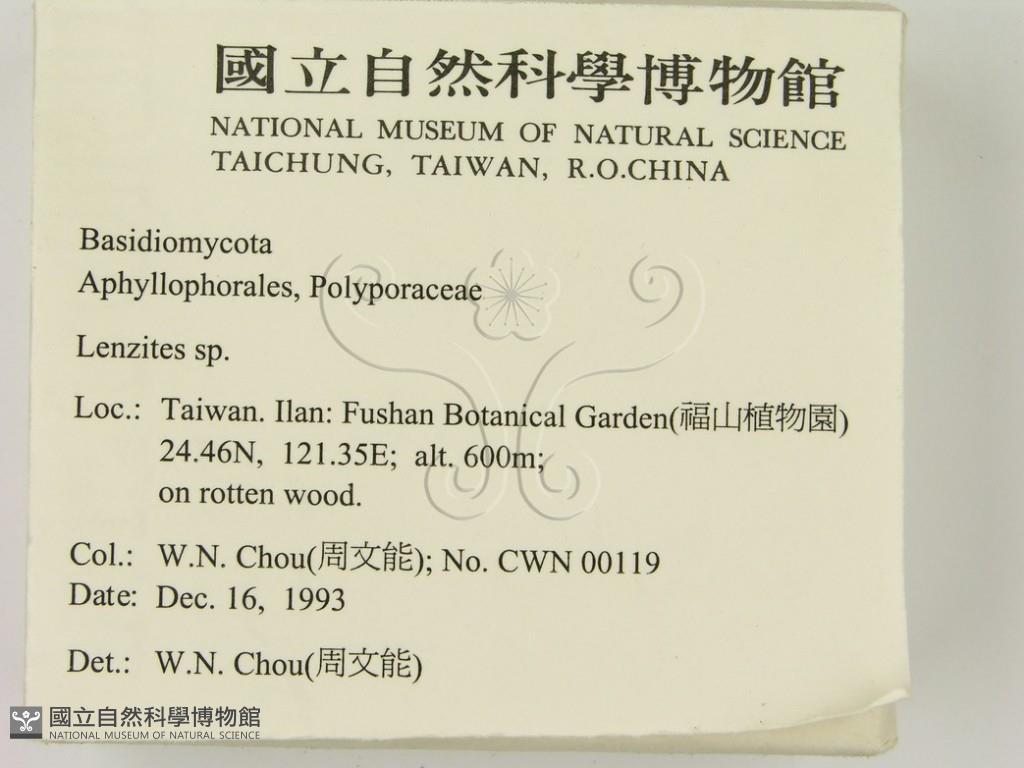 國立自然科學博物館
NATIONAL MUSEUM OF NATURAL SCIENCE
TAICHUNG, TAIWAN, R.O.CHINA
Basidiomycota
Aphyllophorales, Polyporaceae
Lenzites sp.
Loc.: Taiwan. Ilan: Fushan Botanical Garden(福山植物園)
24.46N, 121.35E; alt. 600m;
on rotten wood.
Col.: W.N. Chou(周文能); No. CWN 00119
Date: Dec. 16, 1993
Det.: W.N. Chou(周文能)
國立自然科學博物館
NATIONAL MUSEUM OF NATURAL SCIENCE